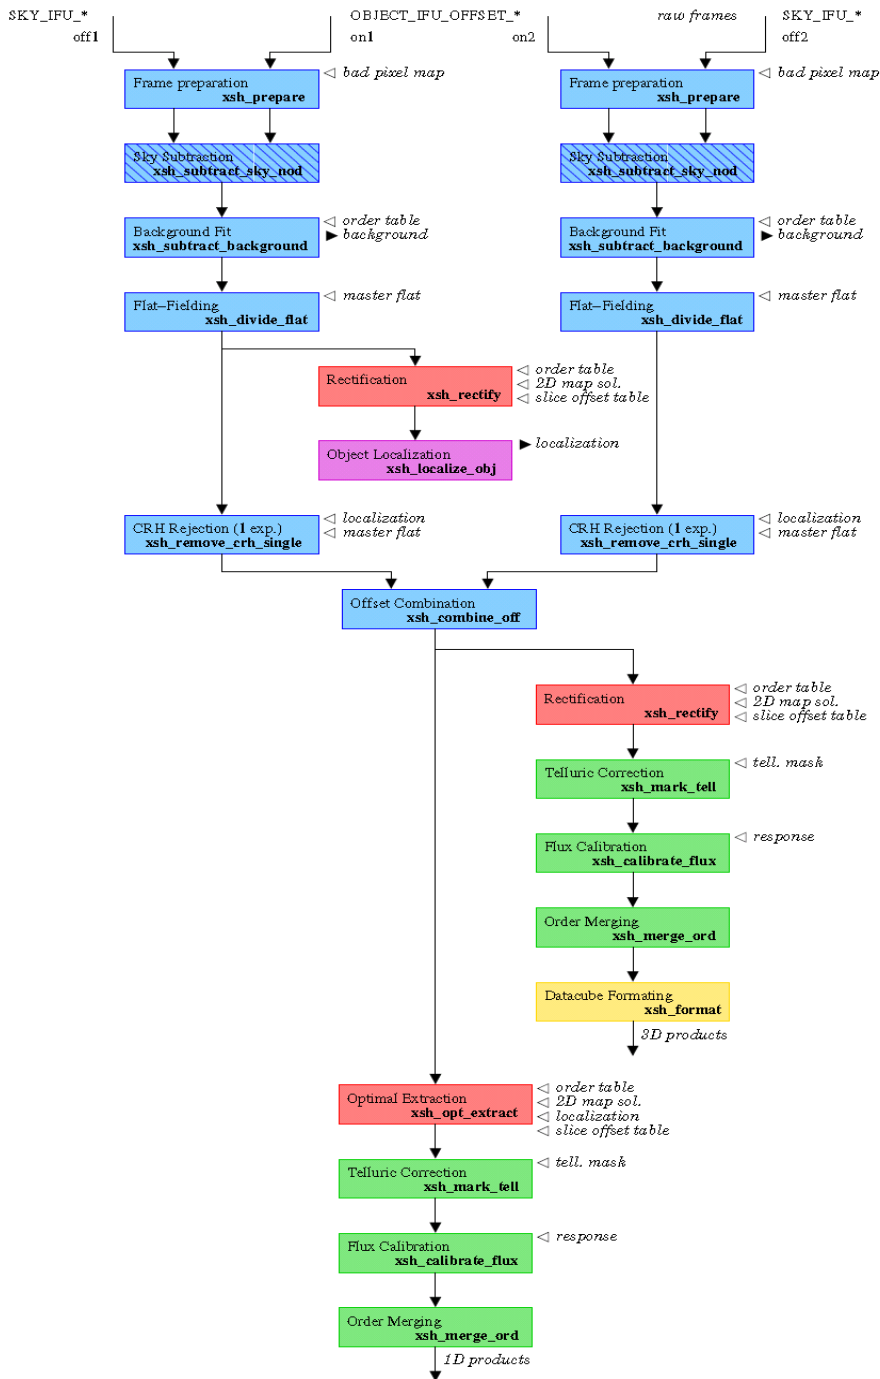 SKY_IFU_* OBJECT_IFU_OFFSET_* raw frames SKY_IFU_*
off1 on1 on2 off2
Frame preparation ◁ bad pixel map Frame preparation ◁ bad pixel map
xsh_prepare xsh_prepare
Sky Subtraction Sky Subtraction
xsh_subtract_sky_nod xsh_subtract_sky_nod
◁ order table ◁ order table
Background Fit ► background Background Fit ► background
xsh_subtract_background xsh_subtract_background
Flat–Fielding ◁ master flat Flat–Fielding ◁ master flat
xsh_divide_flat xsh_divide_flat
◁ order table
Rectification ◁ 2D map sol.
xsh_rectify ◁ slice offset table
Object Localization ► localization
xsh_localize_obj
◁ localization ◁ localization
CRH Rejection (1 exp.) ◁ master flat CRH Rejection (1 exp.) ◁ master flat
xsh_remove_crh_single xsh_remove_crh_single
Offset Combination
xsh_combine_off
◁ order table
Rectification ◁ 2D map sol.
xsh_rectify ◁ slice offset table
Telluric Correction ◁ tell. mask
xsh_mark_tell
Flux Calibration ◁ response
xsh_calibrate_flux
Order Merging
xsh_merge_ord
Datacube Formating
xsh_format
3D products
◁ order table
Optimal Extraction ◁ 2D map sol.
xsh_opt_extract ◁ localization
◁ slice offset table
Telluric Correction ◁ tell. mask
xsh_mark_tell
Flux Calibration ◁ response
xsh_calibrate_flux
Order Merging
xsh_merge_ord
1D products